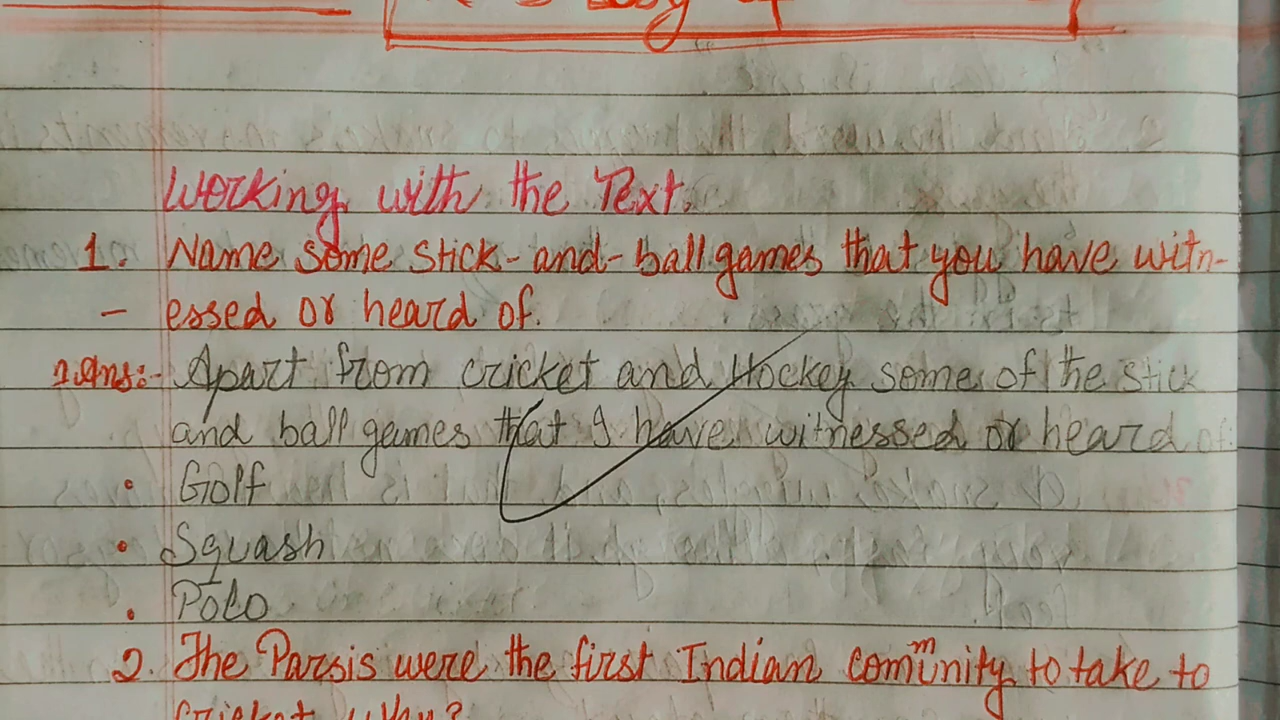 Working with the Text.
1. Name some stick-and-ball games that you have witn-
- essed or heard of.
1.Ans:- Apart from cricket and Hockey some of the stick
and ball games that I have witnessed or heard of
• Golf
• Squash
• Polo
2. The Parsis were the first Indian community to take to
cricket why?